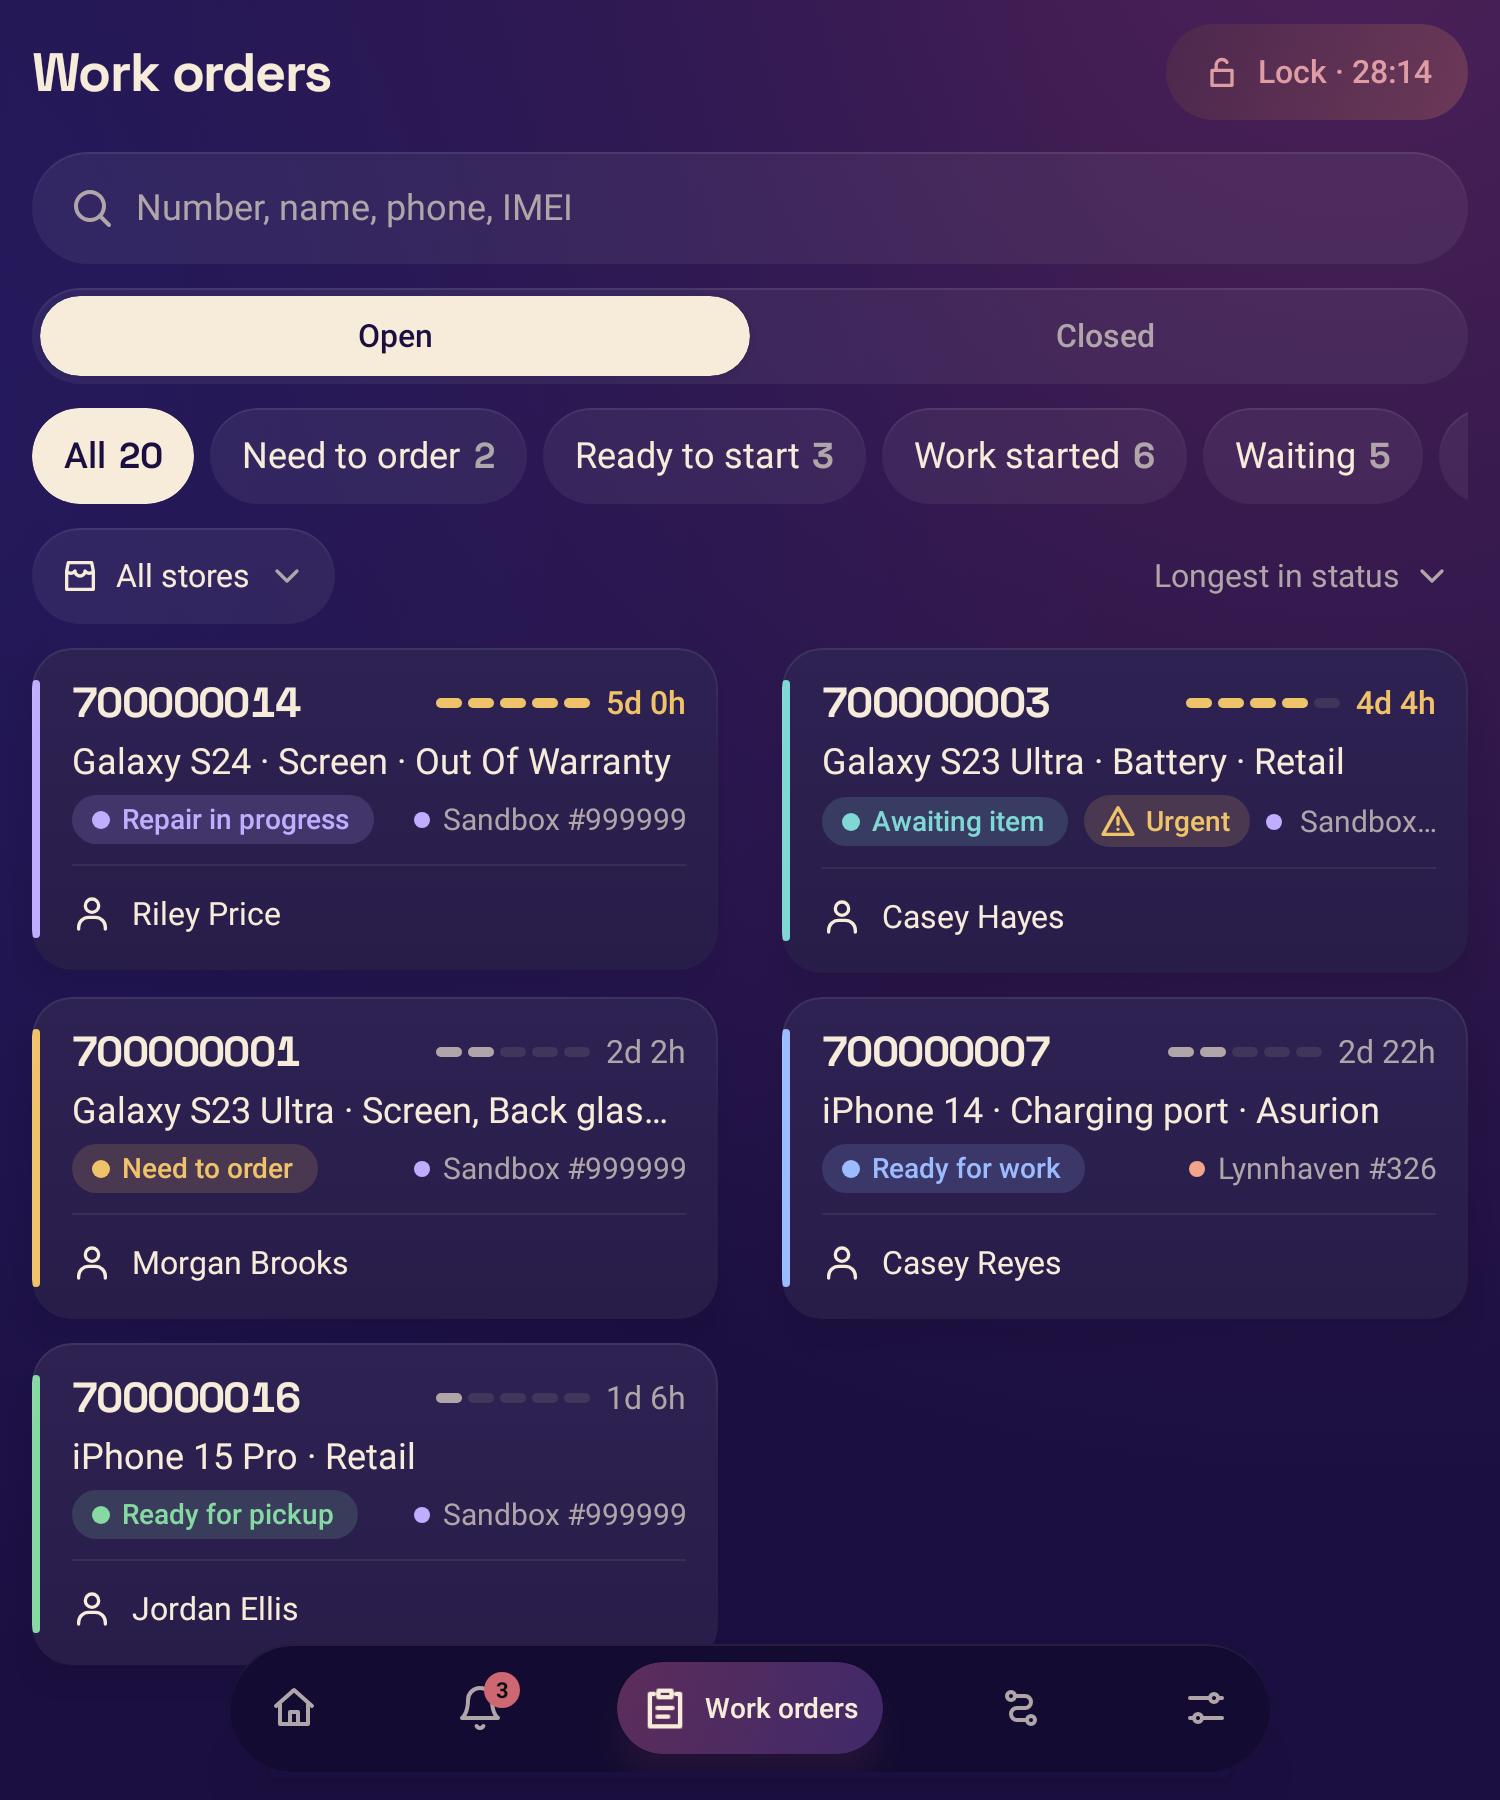 Work orders
Lock · 28:14
Number, name, phone, IMEI
Open
Closed
All 20
Need to order 2
Ready to start 3
Work started 6
Waiting 5
All stores
Longest in status
700000014
5d 0h
Galaxy S24 · Screen · Out Of Warranty
Repair in progress
Sandbox #999999
Riley Price
700000003
4d 4h
Galaxy S23 Ultra · Battery · Retail
Awaiting item
Urgent
Sandbox…
Casey Hayes
700000001
2d 2h
Galaxy S23 Ultra · Screen, Back glas…
Need to order
Sandbox #999999
Morgan Brooks
700000007
2d 22h
iPhone 14 · Charging port · Asurion
Ready for work
Lynnhaven #326
Casey Reyes
700000016
1d 6h
iPhone 15 Pro · Retail
Ready for pickup
Sandbox #999999
Jordan Ellis
3
Work orders